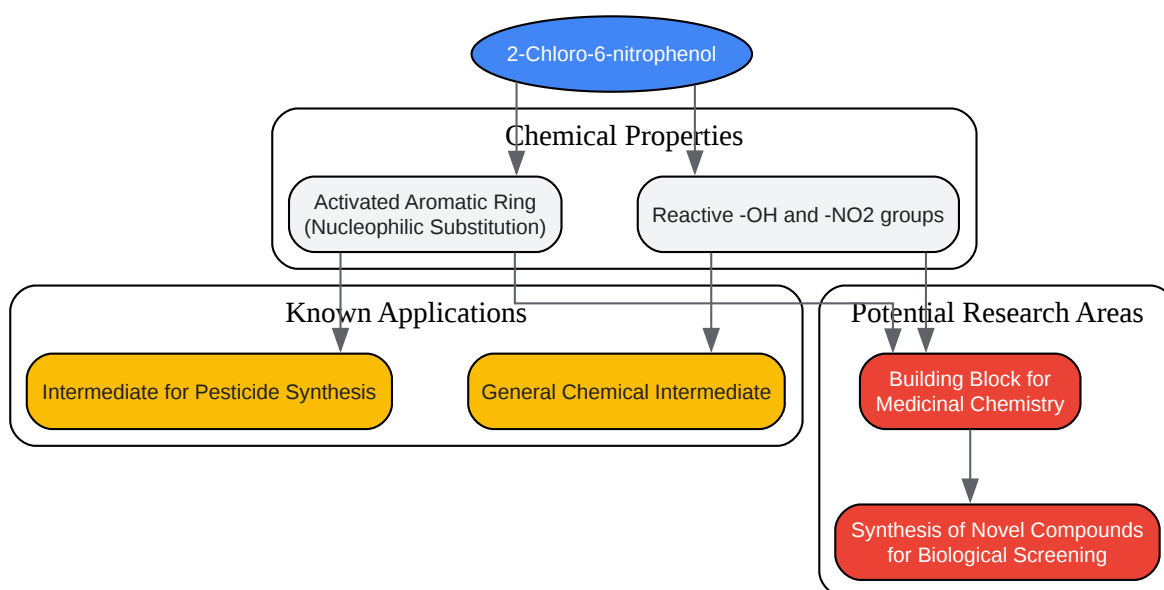 2-Chloro-6-nitrophenol
Chemical Properties
Activated Aromatic Ring
(Nucleophilic Substitution)
Reactive -OH and -NO2 groups
Known Applications
Intermediate for Pesticide Synthesis
General Chemical Intermediate
Potential Research Areas
Building Block for
Medicinal Chemistry
Synthesis of Novel Compounds
for Biological Screening